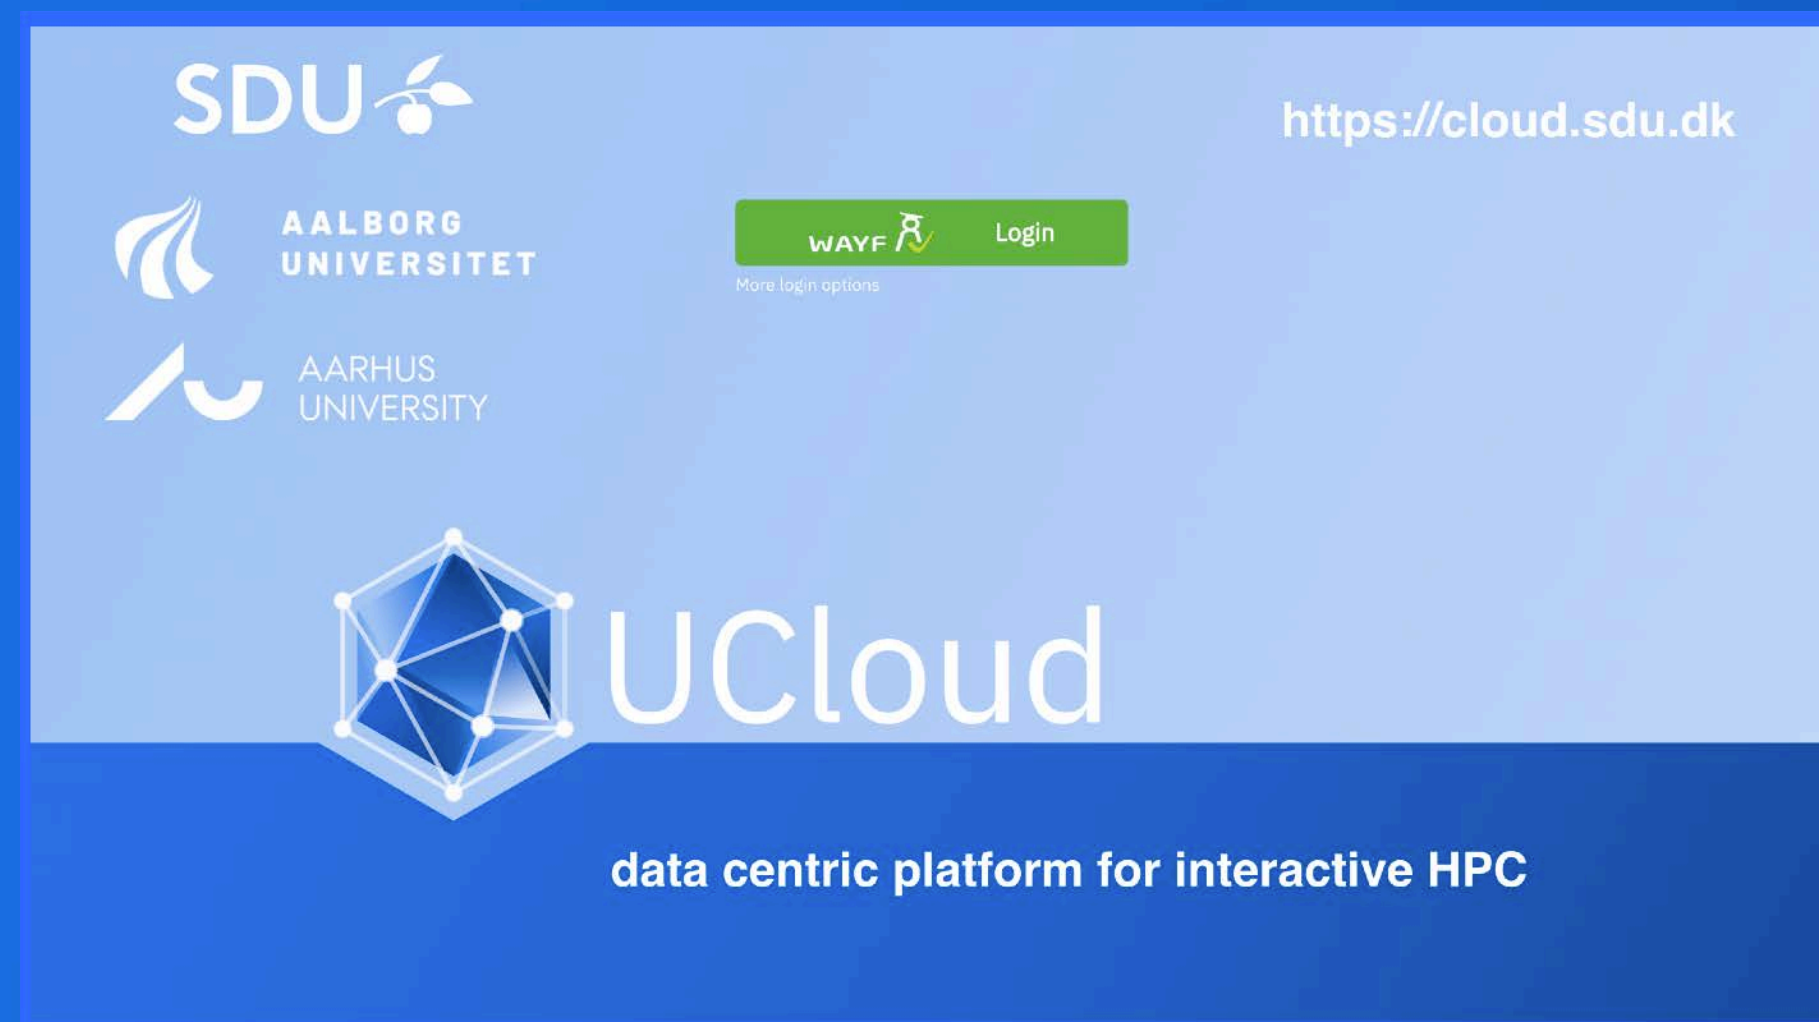 SDU
https://cloud.sdu.dk
AALBORG
UNIVERSITET
WAYF Login
More login options
AARHUS
UNIVERSITY
UCloud
data centric platform for interactive HPC